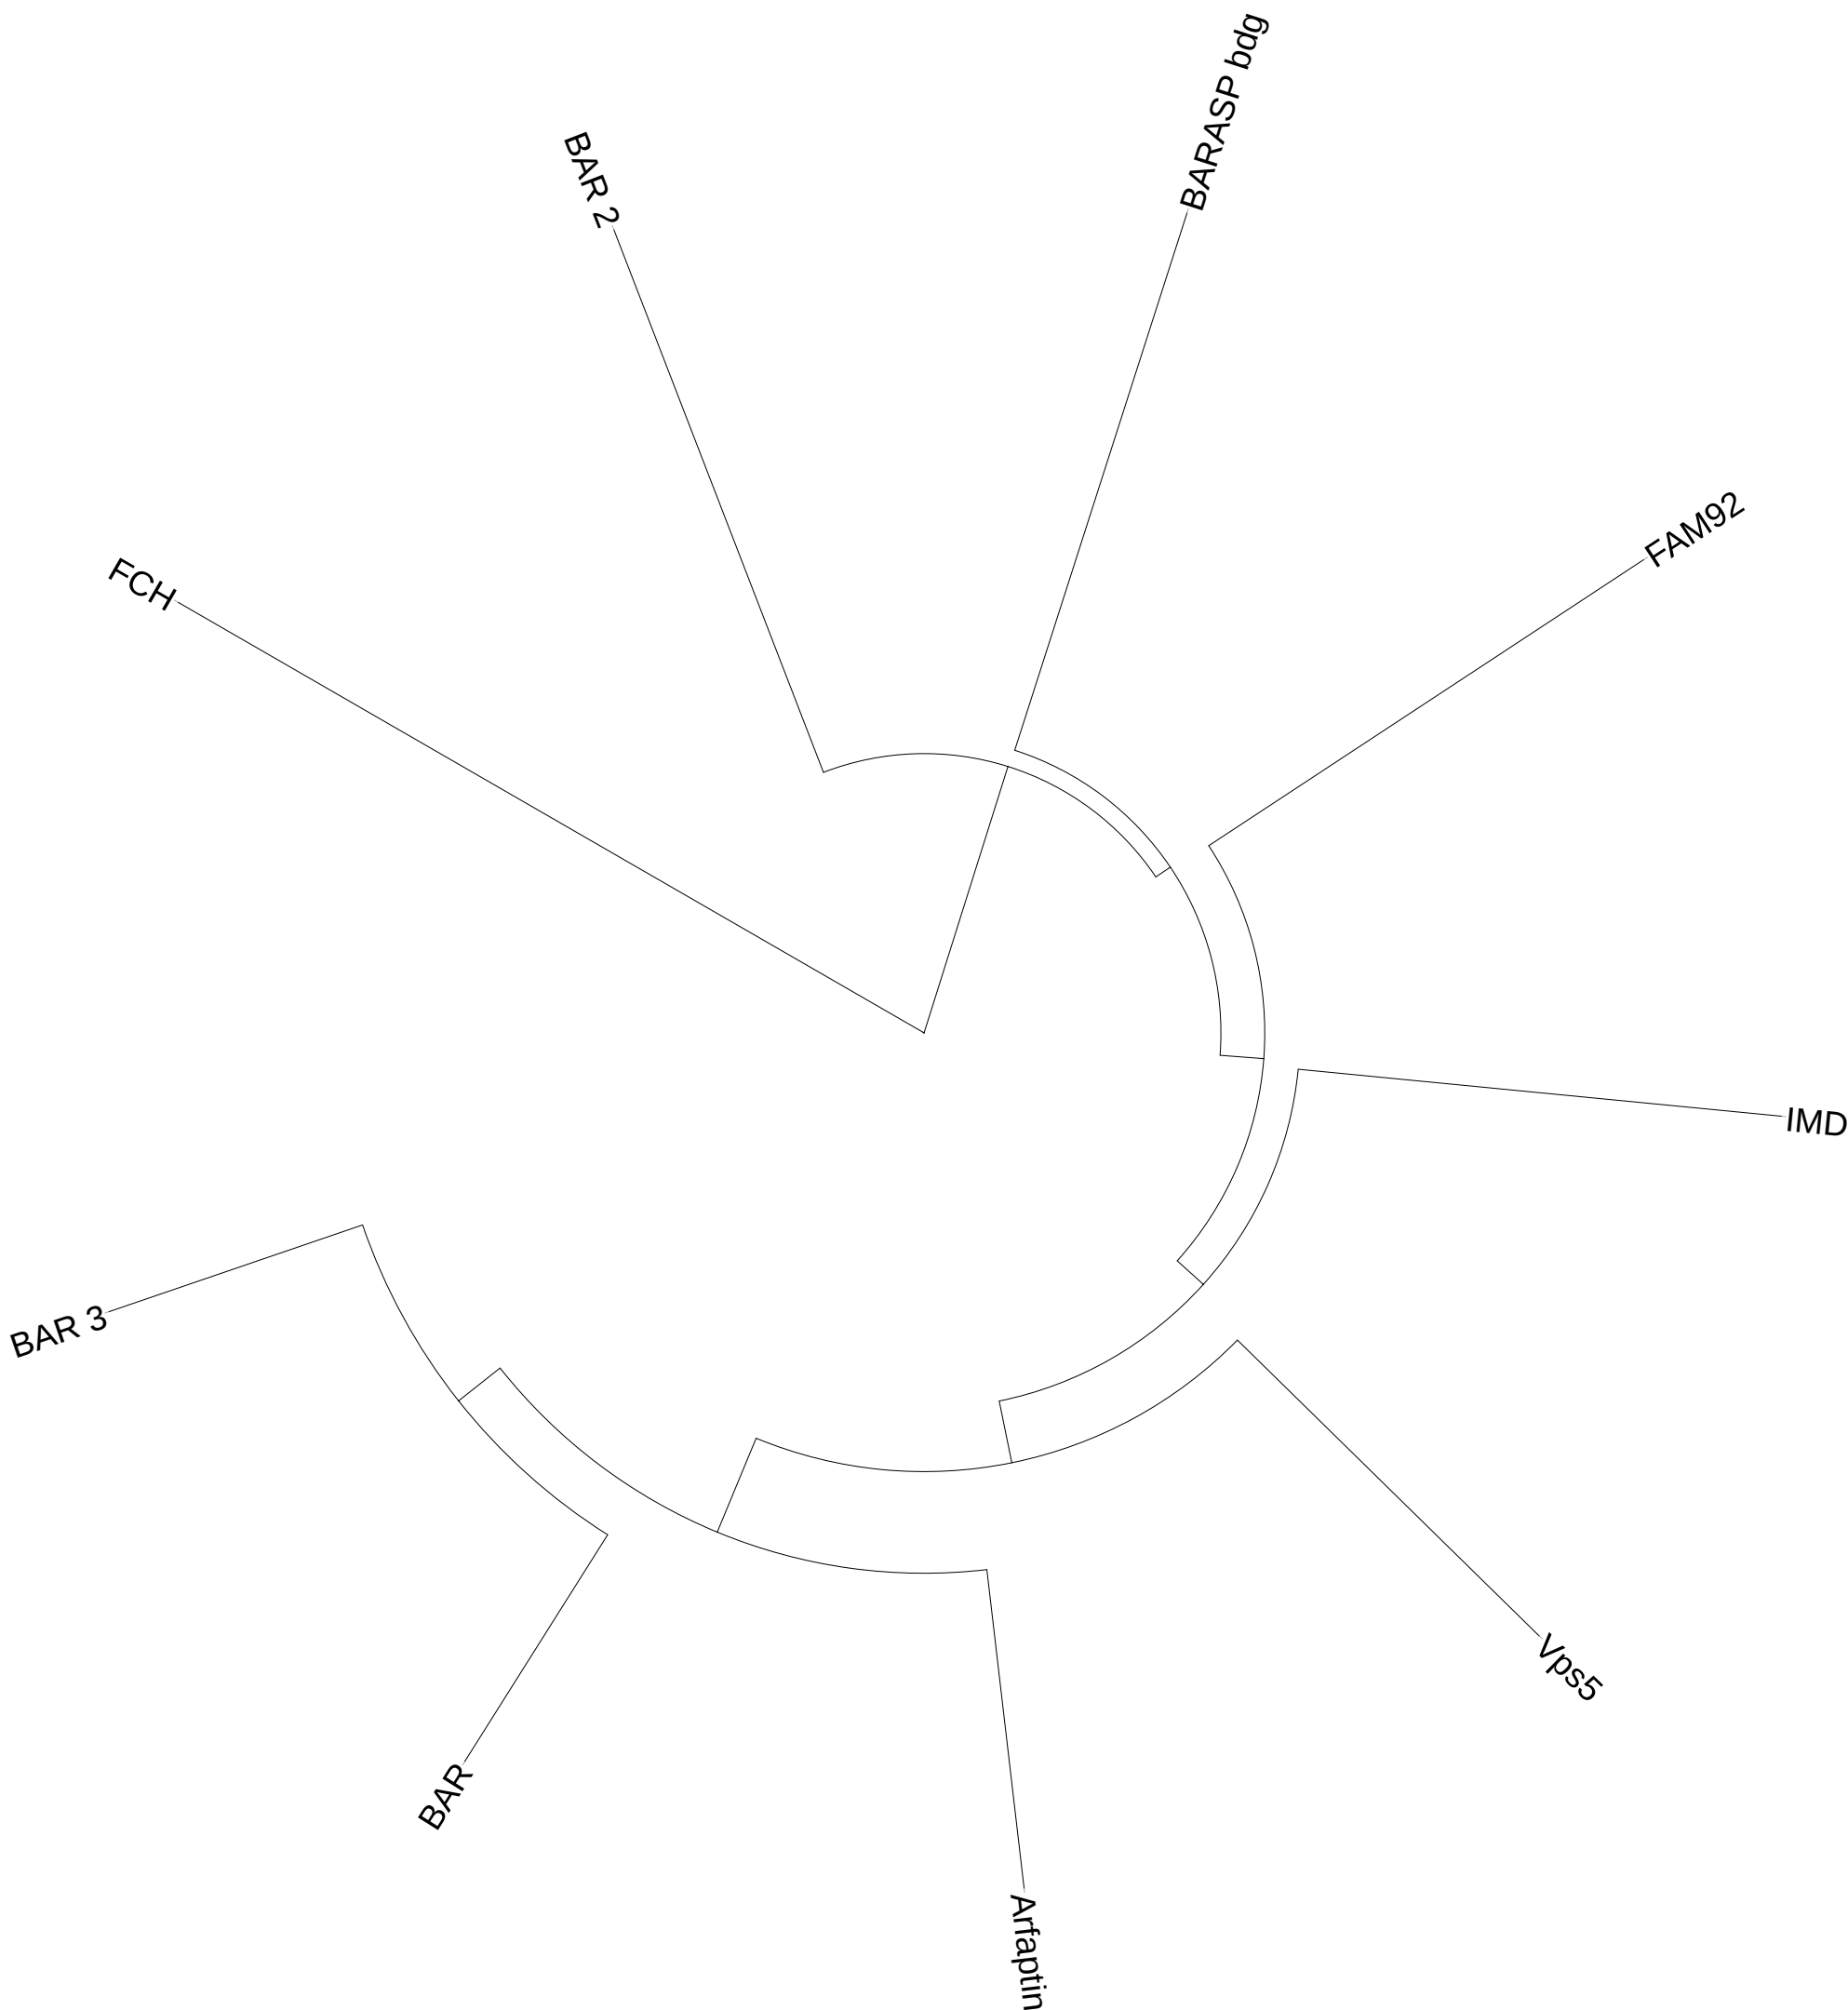 BARASP bdg
BAR 2
FAM92
FCH
IMD
BAR 3
Vps5
BAR
Arfaptin